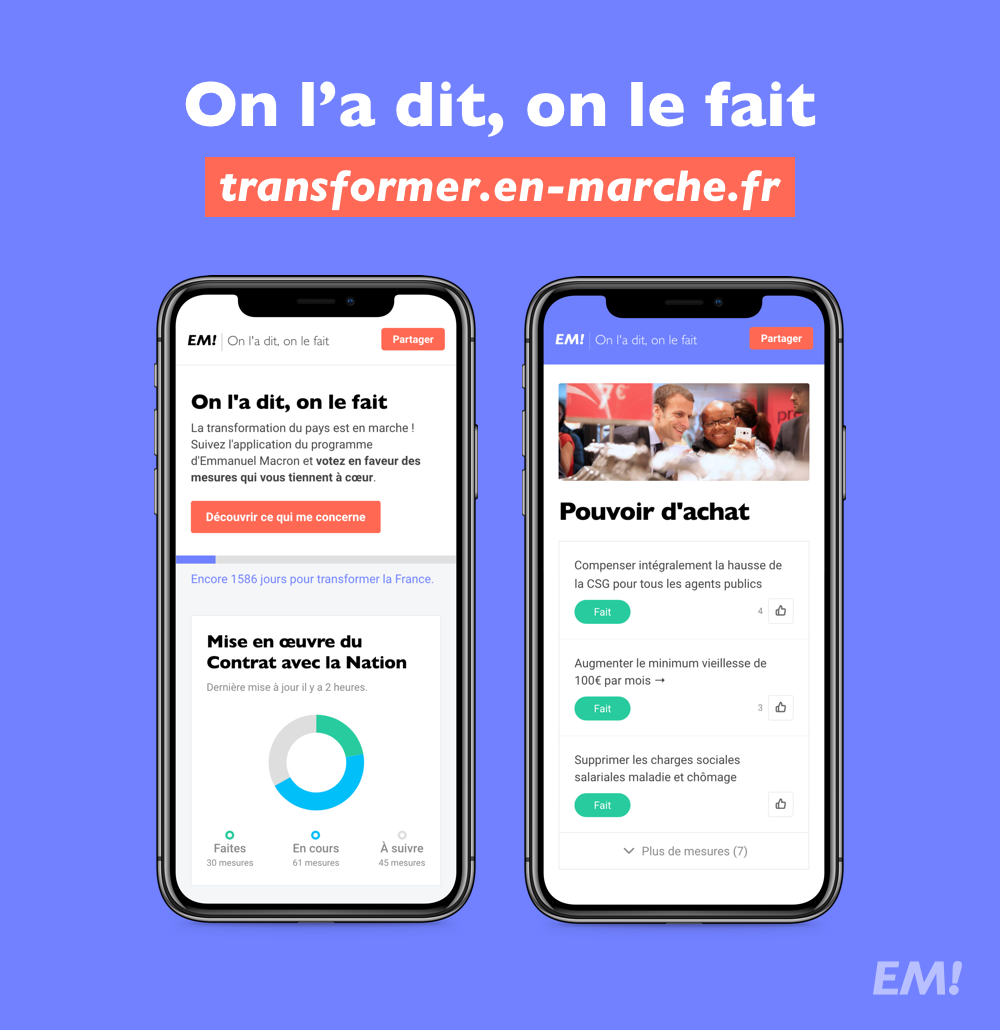 On l’a dit, on le fait
transformer.en-marche.fr
EM! On l'a dit, on le fait Partager
On l'a dit, on le fait
La transformation du pays est en marche !
Suivez l'application du programme
d'Emmanuel Macron et votez en faveur des
mesures qui vous tiennent à cœur.
Découvrir ce qui me concerne
Encore 1586 jours pour transformer la France.
Mise en œuvre du
Contrat avec la Nation
Dernière mise à jour il y a 2 heures.
Faites En cours À suivre
30 mesures 61 mesures 45 mesures
EM! On l'a dit, on le fait Partager
Pouvoir d'achat
Compenser intégralement la hausse de
la CSG pour tous les agents publics
Fait 4
Augmenter le minimum vieillesse de
100€ par mois →
Fait 3
Supprimer les charges sociales
salariales maladie et chômage
Fait
Plus de mesures (7)
EM!